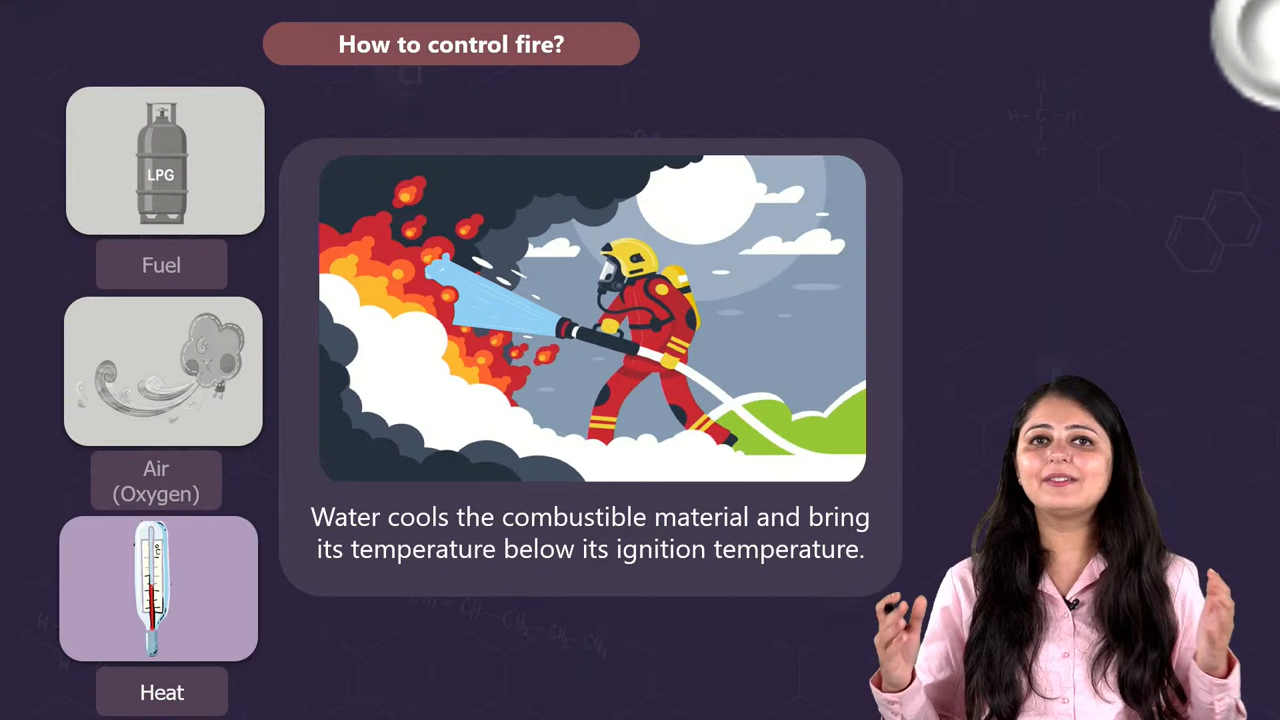 How to control fire?
LPG
Fuel
Air
(Oxygen)
Heat
Water cools the combustible material and bring
its temperature below its ignition temperature.